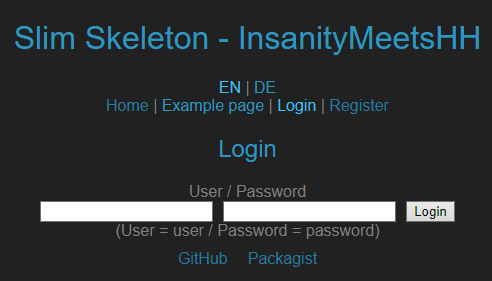 Slim Skeleton - InsanityMeetsHH
EN | DE
Home | Example page | Login | Register
Login
User / Password
Login
(User = user / Password = password)
GitHub Packagist